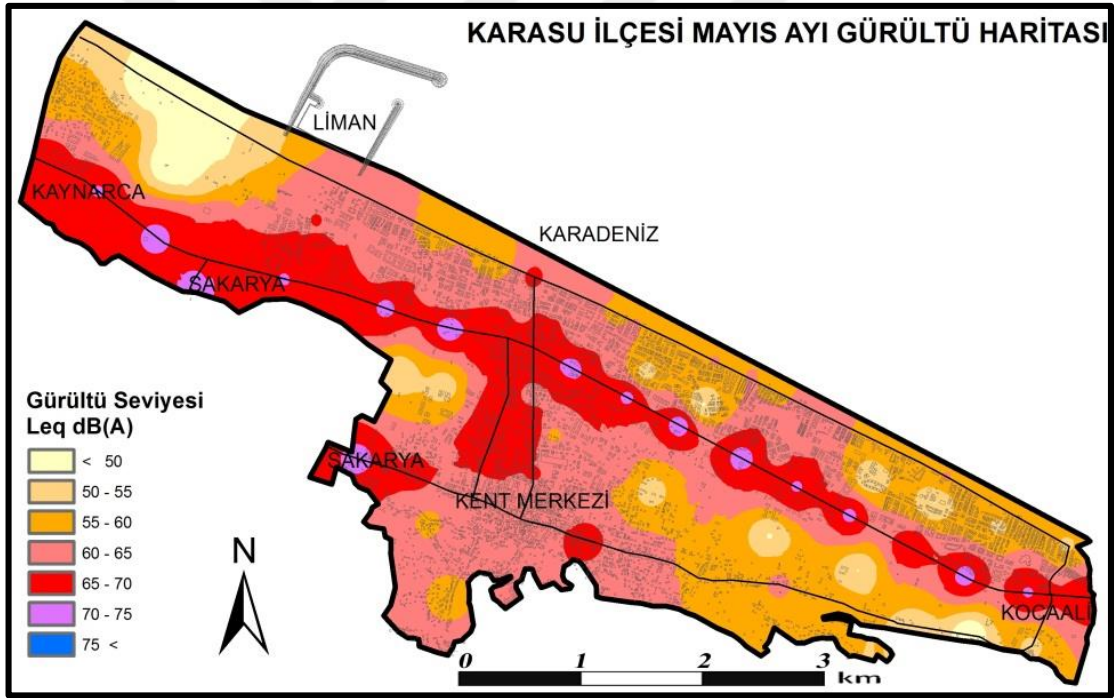 KARASU İLÇESİ MAYIS AYI GÜRÜLTÜ HARİTASI
LİMAN
KAYNARCA
KARADENİZ
SAKARYA
Gürültü Seviyesi
Leq dB(A)
< 50
50 - 55
55 - 60
60 - 65
65 - 70
70 - 75
75 <
SAKARYA
KENT MERKEZİ
KOCAALİ
N
0 1 2 3
km